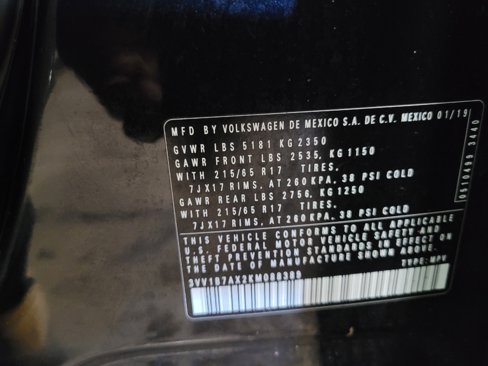 MFD BY VOLKSWAGEN DE MEXICO S.A. DE C.V. MEXICO 01/19
GVWR LBS 5181 KG 2350
GAWR FRONT LBS 2535, KG 1150
WITH 215/65 R17 TIRES,
7JX17 RIMS, AT 260 KPA, 38 PSI COLD
GAWR REAR LBS 2756, KG 1250
WITH 215/65 R17 TIRES,
7JX17 RIMS, AT 260 KPA, 38 PSI COLD
THIS VEHICLE CONFORMS TO ALL APPLICABLE
U.S. FEDERAL MOTOR VEHICLE SAFETY AND
THEFT PREVENTION STANDARDS IN EFFECT ON
THE DATE OF MANUFACTURE SHOWN ABOVE
TYPE: MPV
0510495 3440